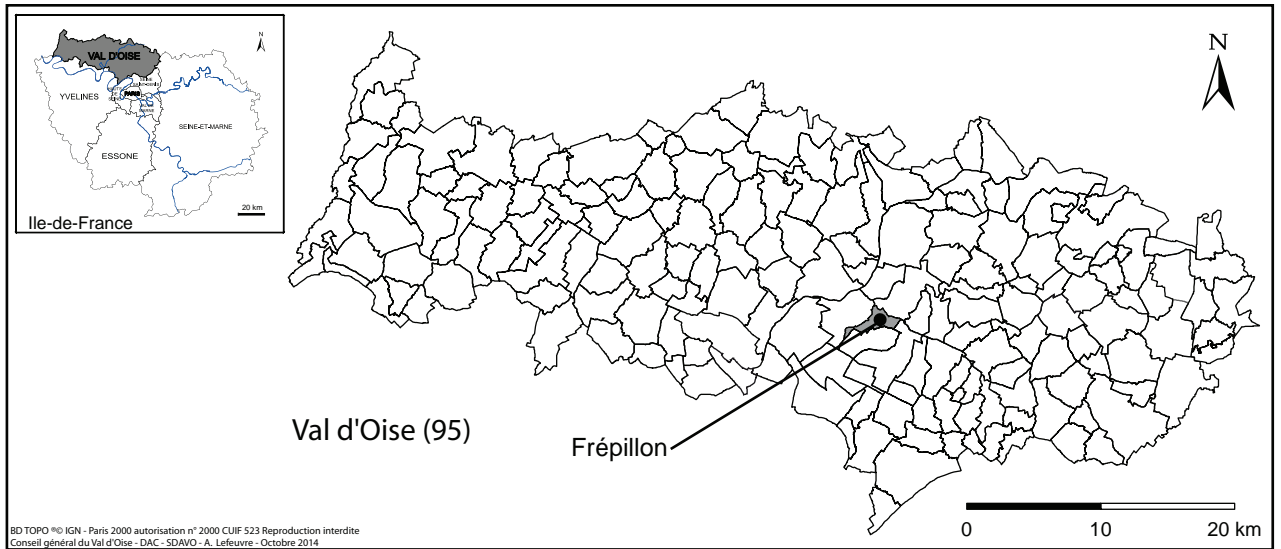 N
VAL D'OISE
YVELINES
PARIS
SEINE-ET-MARNE
ESSONE
20 km
Ile-de-France
N
Val d'Oise (95)
Frépillon
0 10 20 km
BD TOPO ®© IGN - Paris 2000 autorisation n° 2000 CUIF 523 Reproduction interdite
Conseil général du Val d'Oise - DAC - SDAVO - A. Lefeuvre - Octobre 2014